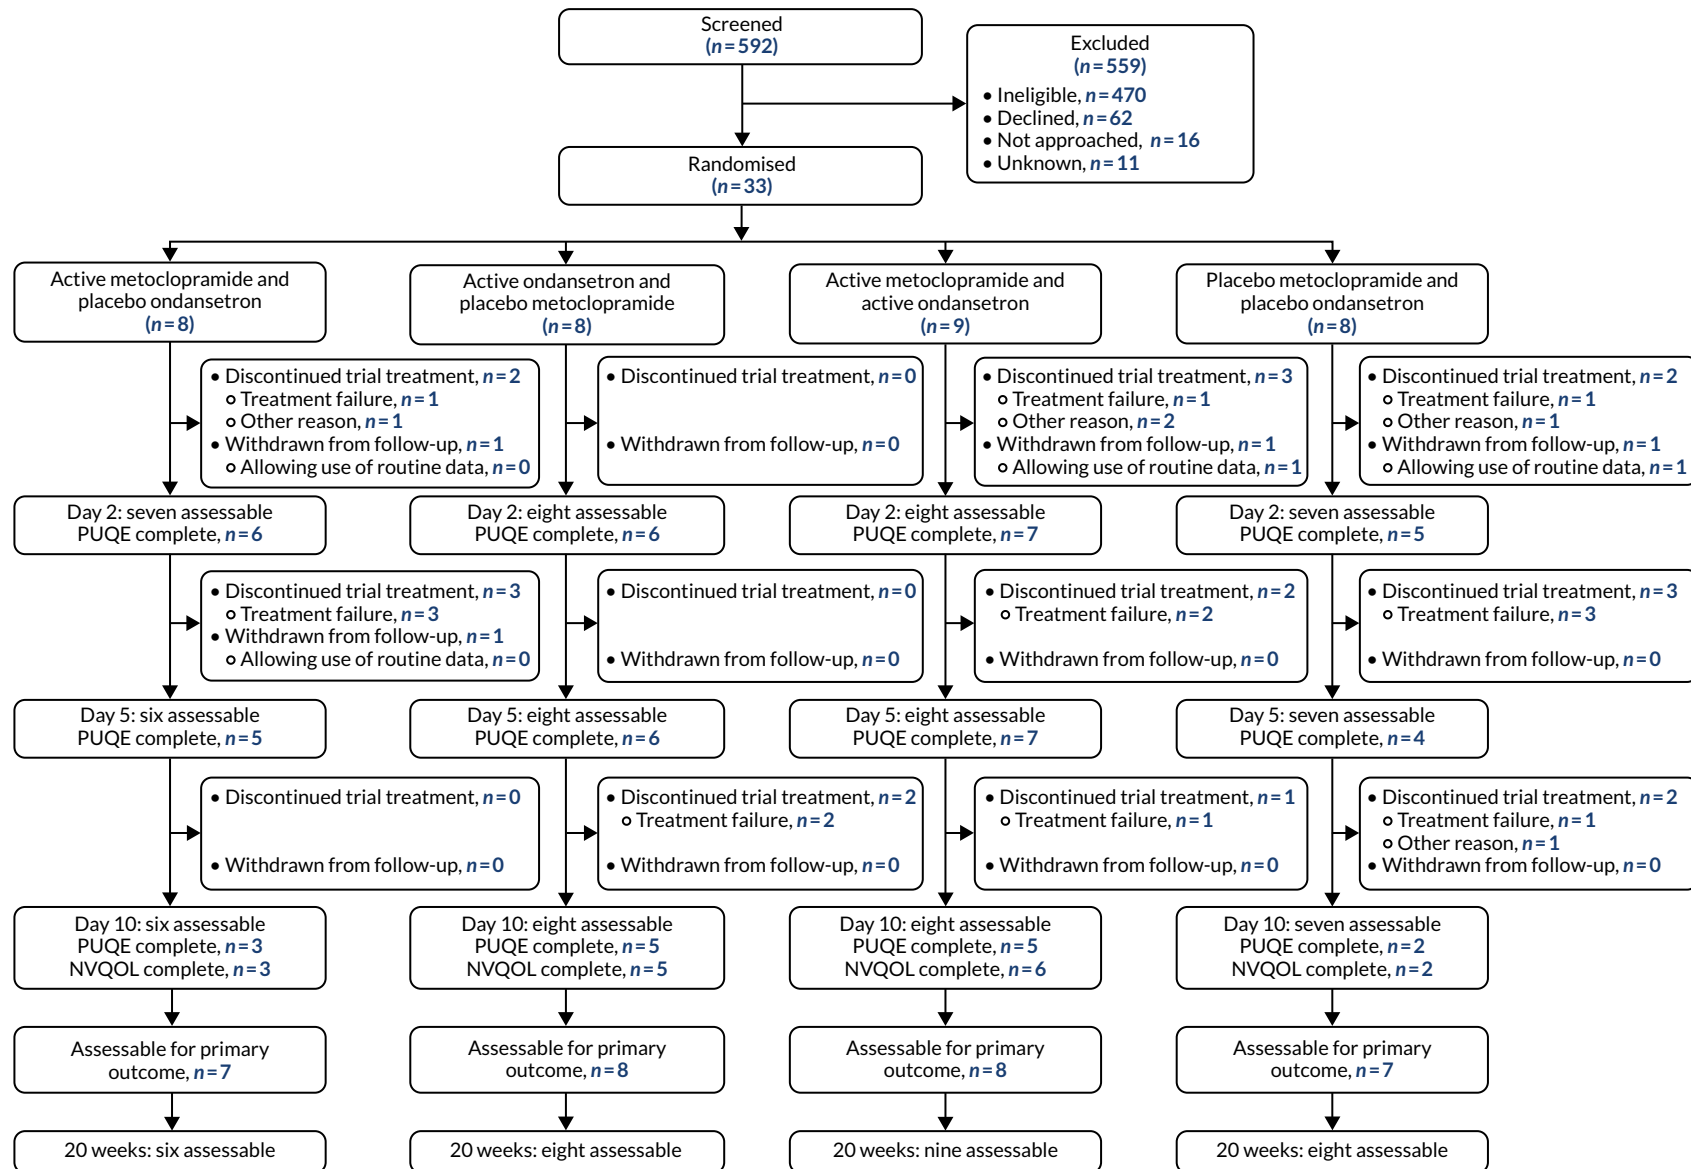 Screened
(n=592)
Excluded
(n=559)
• Ineligible, n=470
• Declined, n=62
• Not approached, n=16
• Unknown, n=11
Randomised
(n=33)
Active metoclopramide and
placebo ondansetron
(n=8)
Active ondansetron and
placebo metoclopramide
(n=8)
Active metoclopramide and
active ondansetron
(n=9)
Placebo metoclopramide and
placebo ondansetron
(n=8)
• Discontinued trial treatment, n=2
o Treatment failure, n=1
o Other reason, n=1
• Withdrawn from follow-up, n=1
o Allowing use of routine data, n=0
• Discontinued trial treatment, n=0
• Withdrawn from follow-up, n=0
• Discontinued trial treatment, n=3
o Treatment failure, n=1
o Other reason, n=2
• Withdrawn from follow-up, n=1
o Allowing use of routine data, n=1
• Discontinued trial treatment, n=2
o Treatment failure, n=1
o Other reason, n=1
• Withdrawn from follow-up, n=1
o Allowing use of routine data, n=1
Day 2: seven assessable
PUQE complete, n=6
Day 2: eight assessable
PUQE complete, n=6
Day 2: eight assessable
PUQE complete, n=7
Day 2: seven assessable
PUQE complete, n=5
• Discontinued trial treatment, n=3
o Treatment failure, n=3
• Withdrawn from follow-up, n=1
o Allowing use of routine data, n=0
• Discontinued trial treatment, n=0
• Withdrawn from follow-up, n=0
• Discontinued trial treatment, n=2
o Treatment failure, n=2
• Withdrawn from follow-up, n=0
• Discontinued trial treatment, n=3
o Treatment failure, n=3
• Withdrawn from follow-up, n=0
Day 5: six assessable
PUQE complete, n=5
Day 5: eight assessable
PUQE complete, n=6
Day 5: eight assessable
PUQE complete, n=7
Day 5: seven assessable
PUQE complete, n=4
• Discontinued trial treatment, n=0
• Withdrawn from follow-up, n=0
• Discontinued trial treatment, n=2
o Treatment failure, n=2
• Withdrawn from follow-up, n=0
• Discontinued trial treatment, n=1
o Treatment failure, n=1
• Withdrawn from follow-up, n=0
• Discontinued trial treatment, n=2
o Treatment failure, n=1
o Other reason, n=1
• Withdrawn from follow-up, n=0
Day 10: six assessable
PUQE complete, n=3
NVQOL complete, n=3
Day 10: eight assessable
PUQE complete, n=5
NVQOL complete, n=5
Day 10: eight assessable
PUQE complete, n=5
NVQOL complete, n=6
Day 10: seven assessable
PUQE complete, n=2
NVQOL complete, n=2
Assessable for primary
outcome, n=7
Assessable for primary
outcome, n=8
Assessable for primary
outcome, n=8
Assessable for primary
outcome, n=7
20 weeks: six assessable
20 weeks: eight assessable
20 weeks: nine assessable
20 weeks: eight assessable